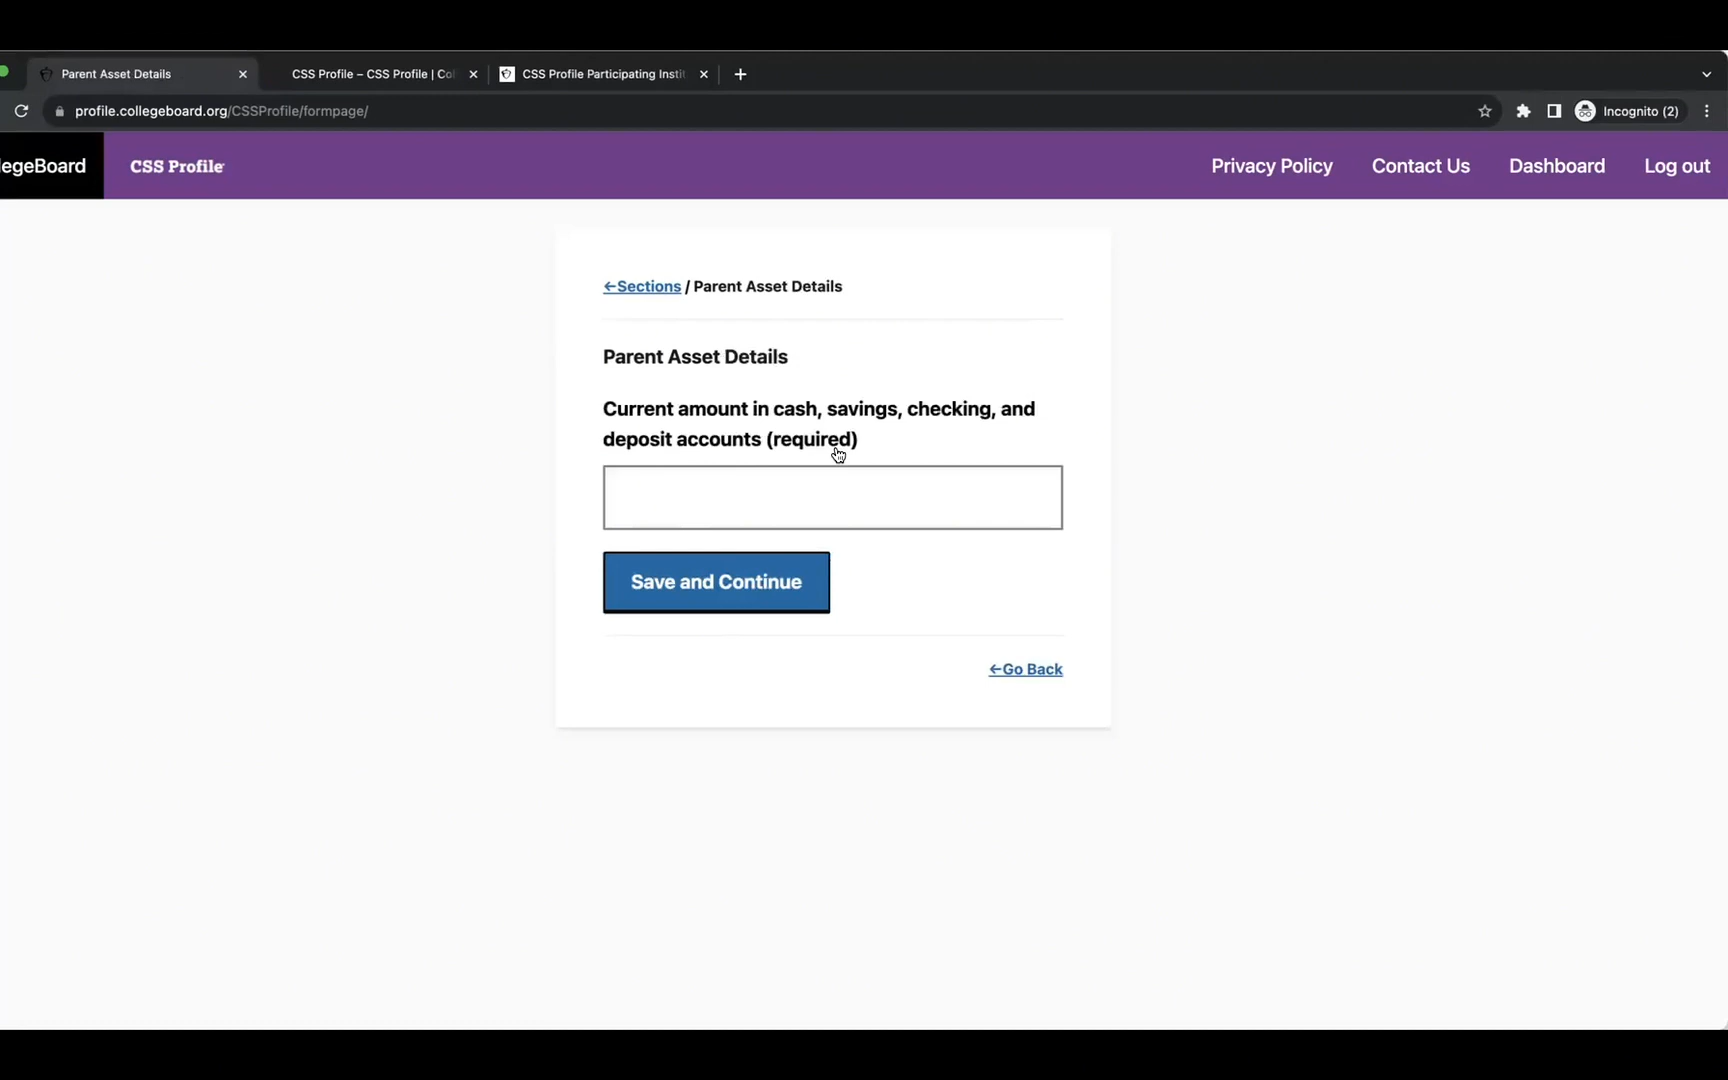 Parent Asset Details
CSS Profile – CSS Profile | Co
CSS Profile Participating Instit
profile.collegeboard.org/CSSProfile/formpage/
Incognito (2)
legeBoard
CSS Profile
Privacy Policy
Contact Us
Dashboard
Log out
←Sections / Parent Asset Details
Parent Asset Details
Current amount in cash, savings, checking, and
deposit accounts (required)
Save and Continue
←Go Back